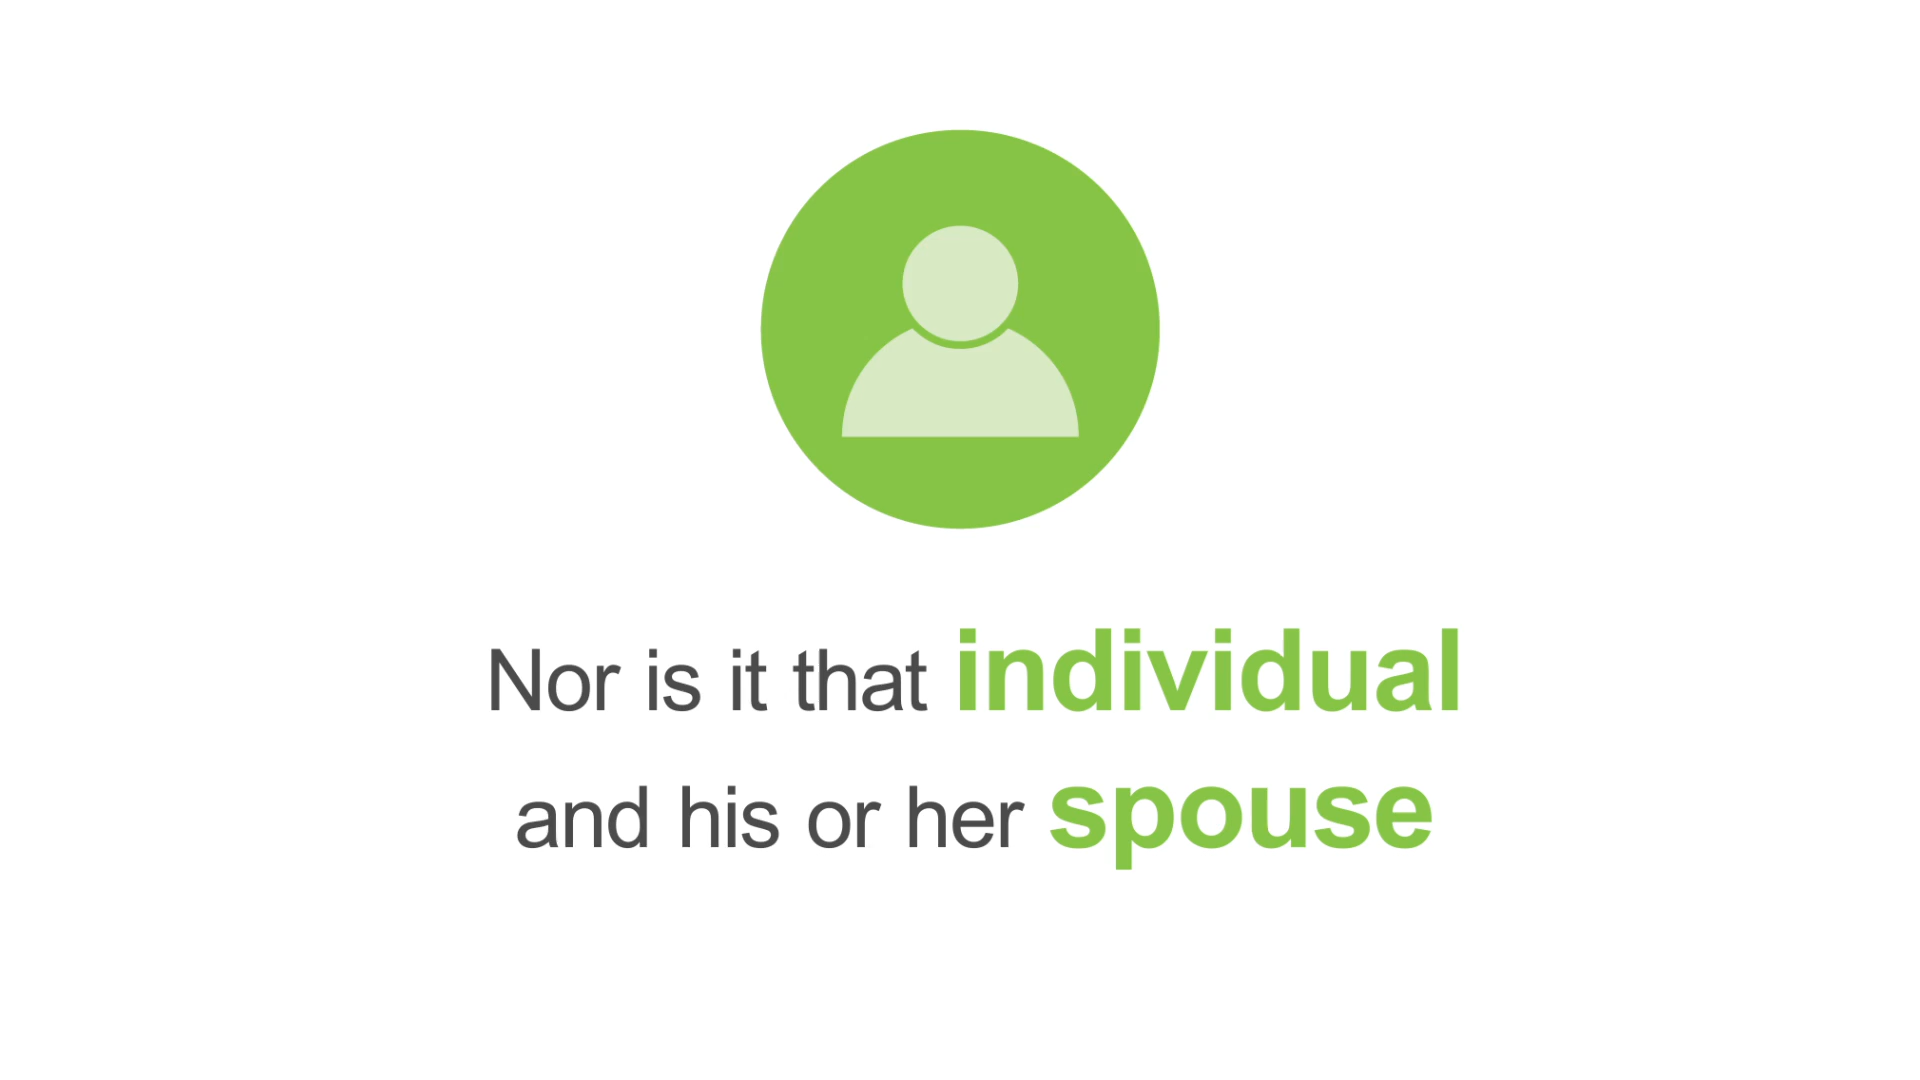 Nor is it that individual
and his or her spouse